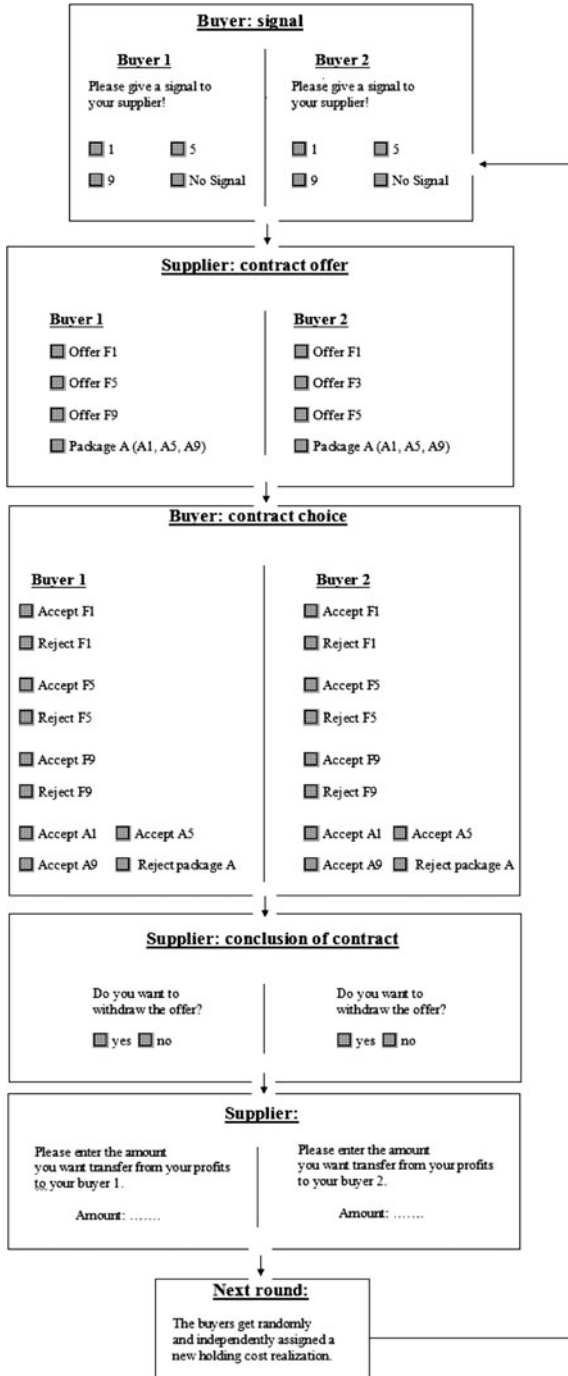 Buyer: signal
Buyer 1
Please give a signal to
your supplier!
1 5
9 No Signal
Buyer 2
Please give a signal to
your supplier!
1 5
9 No Signal
Supplier: contract offer
Buyer 1
Offer F1
Offer F5
Offer F9
Package A (A1, A5, A9)
Buyer 2
Offer F1
Offer F3
Offer F5
Package A (A1, A5, A9)
Buyer: contract choice
Buyer 1
Accept F1
Reject F1
Accept F5
Reject F5
Accept F9
Reject F9
Accept A1 Accept A5
Accept A9 Reject package A
Buyer 2
Accept F1
Reject F1
Accept F5
Reject F5
Accept F9
Reject F9
Accept A1 Accept A5
Accept A9 Reject package A
Supplier: conclusion of contract
Do you want to
withdraw the offer?
yes no
Do you want to
withdraw the offer?
yes no
Supplier:
Please enter the amount
you want transfer from your profits
to your buyer 1.
Amount: .......
Please enter the amount
you want transfer from your profits
to your buyer 2.
Amount: .......
Next round:
The buyers get randomly
and independently assigned a
new holding cost realization.